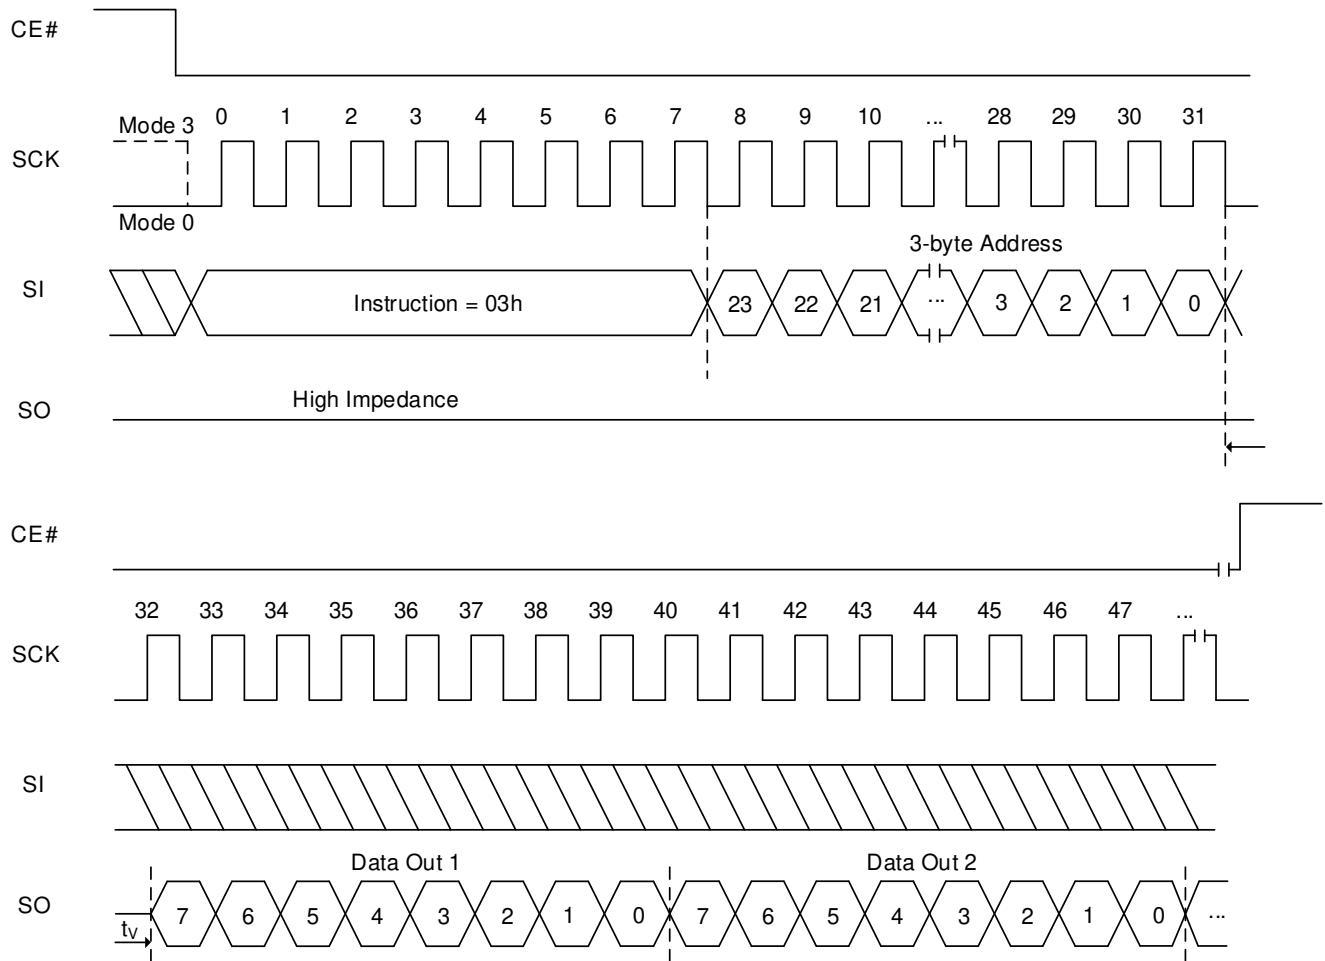 CE#
0 1 2 3 4 5 6 7 8 9 10 ... 28 29 30 31
Mode 3
SCK
Mode 0
3-byte Address
SI
Instruction = 03h 23 22 21 ... 3 2 1 0
High Impedance
SO
CE#
32 33 34 35 36 37 38 39 40 41 42 43 44 45 46 47 ...
SCK
SI
Data Out 1 Data Out 2
SO
7 6 5 4 3 2 1 0 7 6 5 4 3 2 1 0 ...
tV